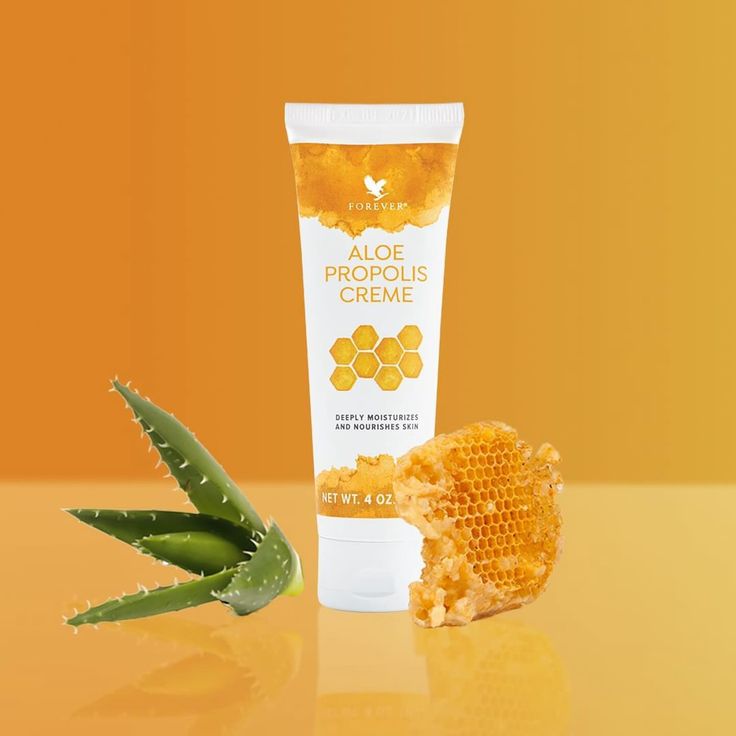 FOREVER®
ALOE
PROPOLIS
CREME
DEEPLY MOISTURIZES
AND NOURISHES SKIN
NET WT. 4 OZ.